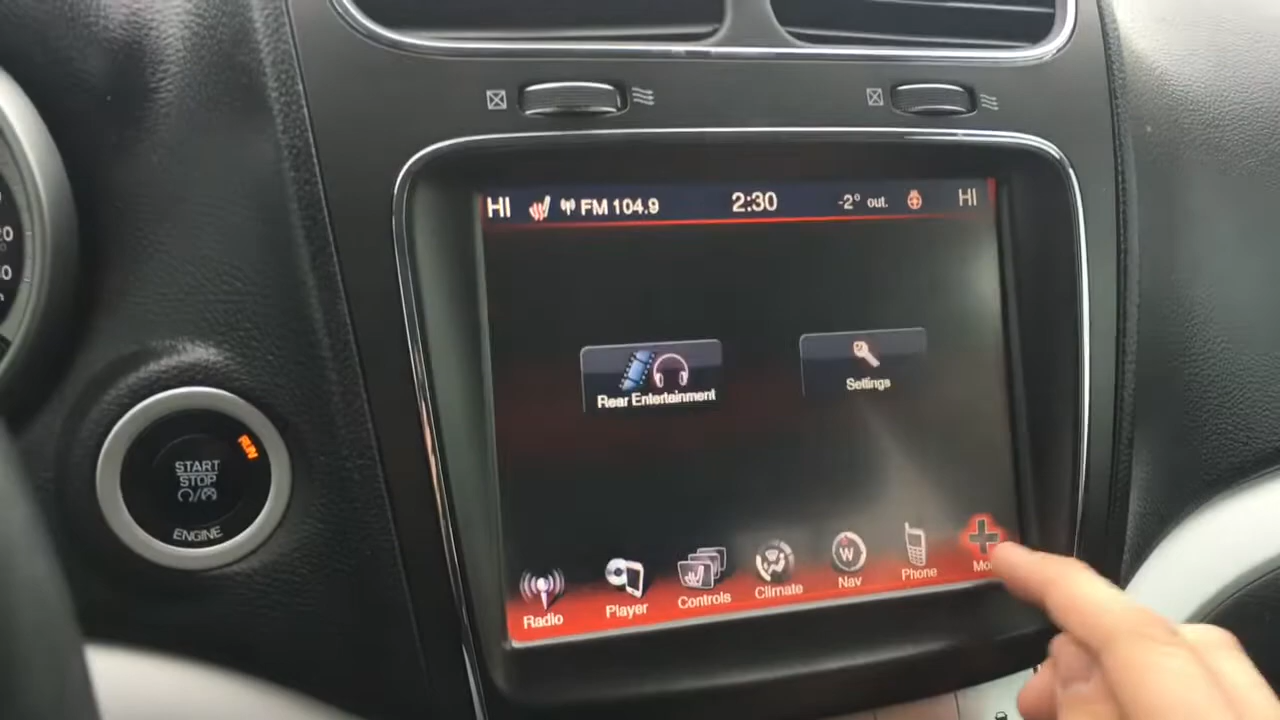 HI FM 104.9 2:30 -2° out. HI
Rear Entertainment
Settings
RUN
START
STOP
ENGINE
W
Radio Player Controls Climate Nav Phone